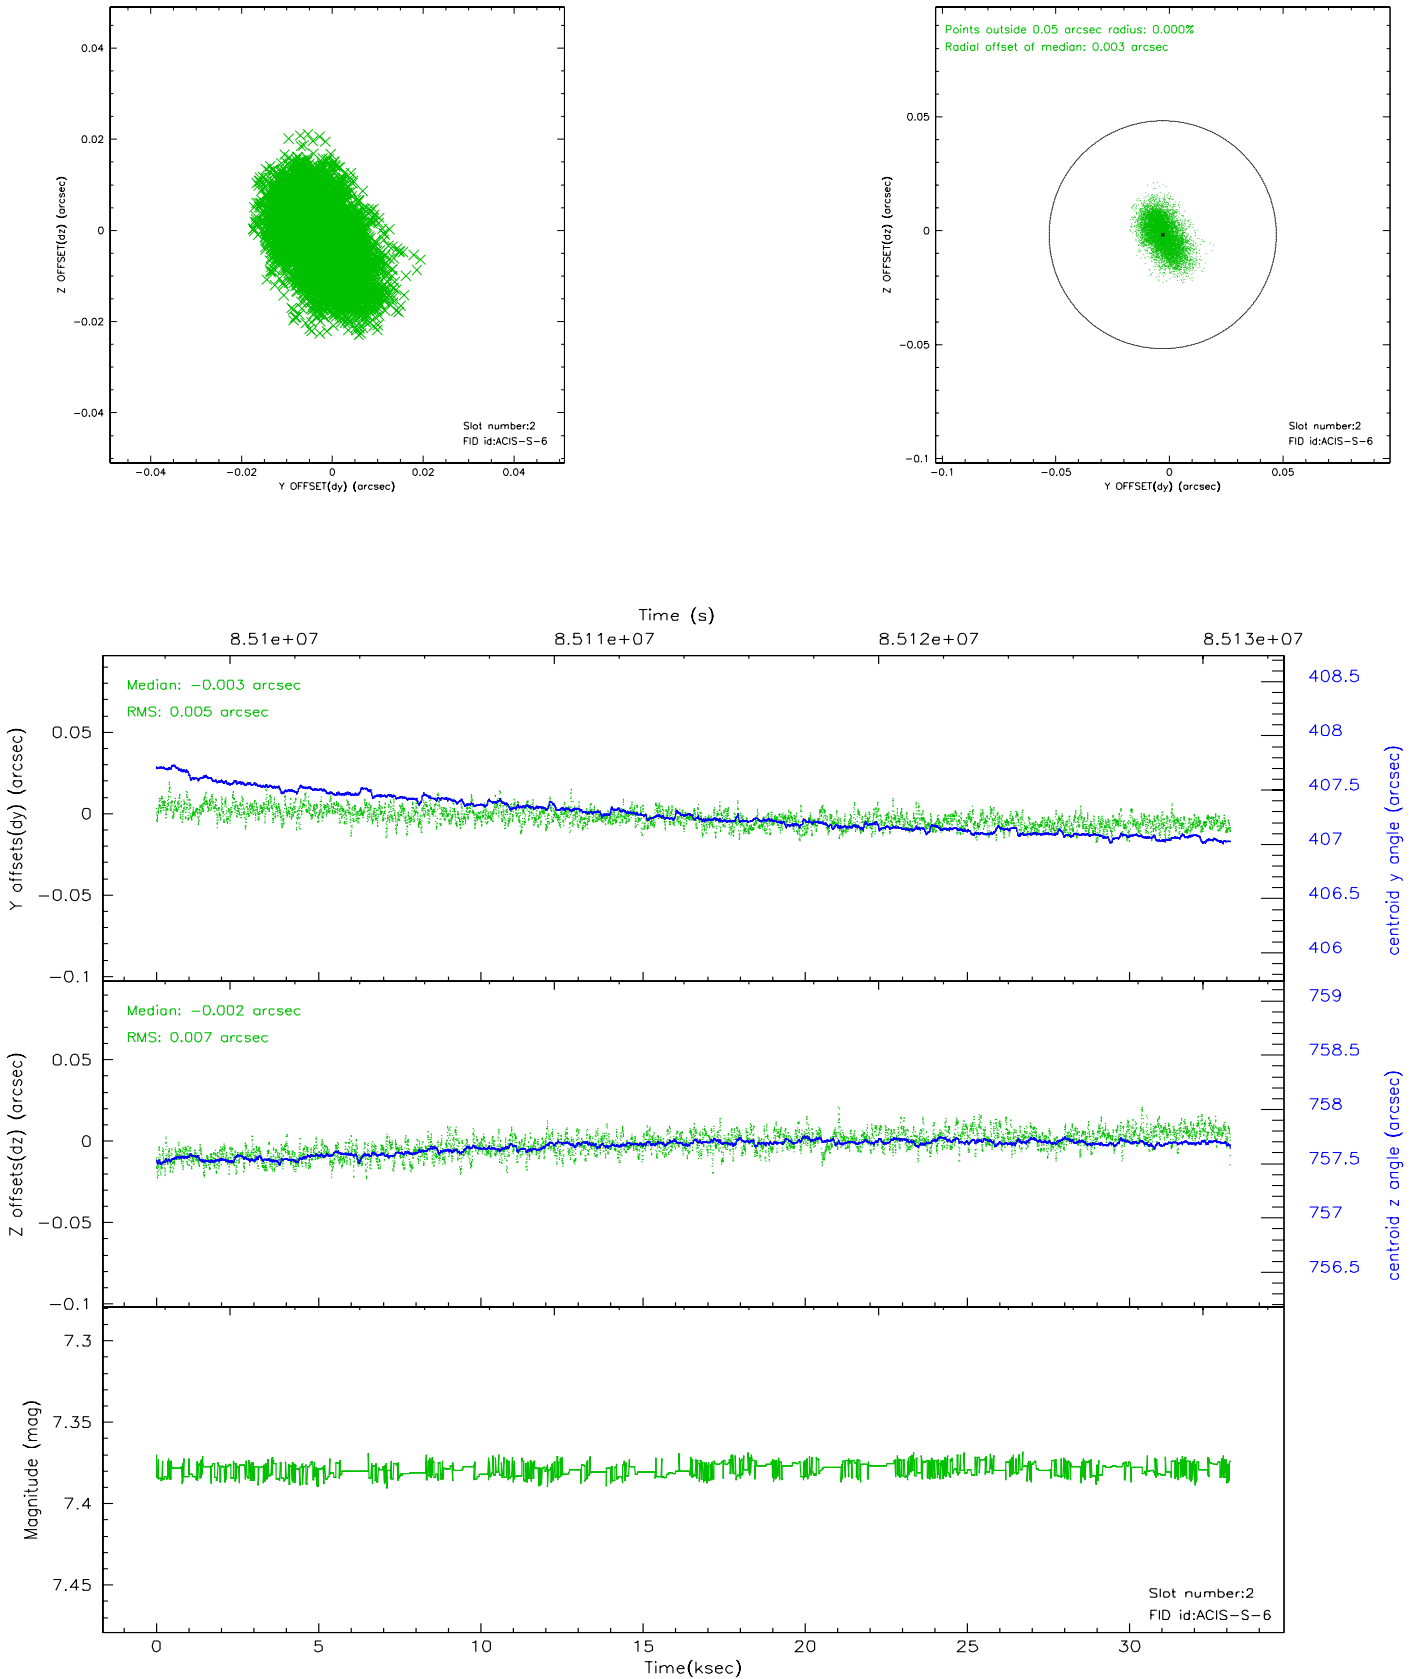 0.04
0.02
0
−0.02
−0.04
Z OFFSET(dz) (arcsec)
Slot number:2
FID id:ACIS−S−6
−0.04 −0.02 0 0.02 0.04
Y OFFSET(dy) (arcsec)
Points outside 0.05 arcsec radius: 0.000%
Radial offset of median: 0.003 arcsec
0.05
0
−0.05
−0.1
Z OFFSET(dz) (arcsec)
Slot number:2
FID id:ACIS−S−6
−0.1 −0.05 0 0.05
Y OFFSET(dy) (arcsec)
Time (s)
8.51e+07 8.511e+07 8.512e+07 8.513e+07
Median: −0.003 arcsec
RMS: 0.005 arcsec
0.05
0
−0.05
−0.1
Y offsets(dy) (arcsec)
408.5
408
407.5
407
406.5
406
centroid y angle (arcsec)
Median: −0.002 arcsec
RMS: 0.007 arcsec
0.05
0
−0.05
−0.1
Z offsets(dz) (arcsec)
759
758.5
758
757.5
757
756.5
centroid z angle (arcsec)
7.3
7.35
7.4
7.45
Magnitude (mag)
Slot number:2
FID id:ACIS−S−6
0 5 10 15 20 25 30
Time(ksec)